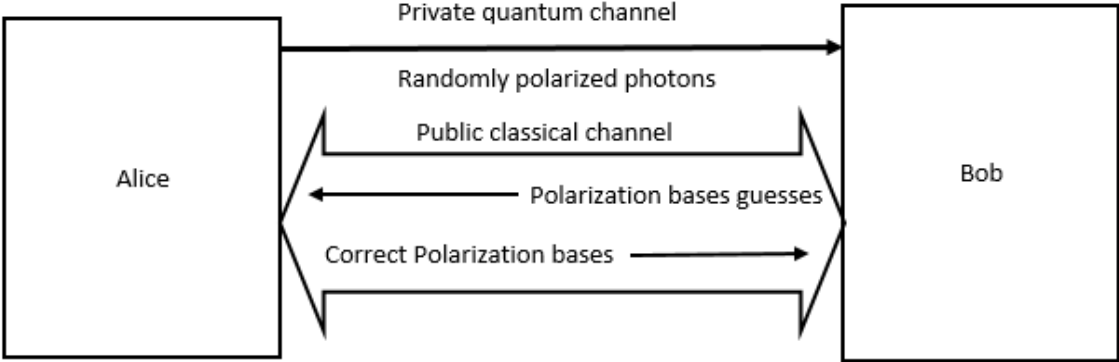 Private quantum channel
Randomly polarized photons
Public classical channel
Alice
Bob
Polarization bases guesses
Correct Polarization bases